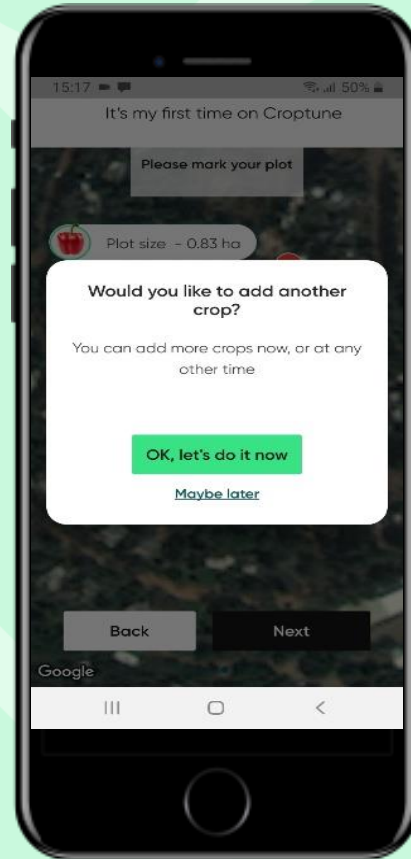 15:17
50%
It's my first time on Croptune
Please mark your plot
Plot size - 0.83 ha
Would you like to add another
crop?
You can add more crops now, or at any
other time
OK, let's do it now
Maybe later
Back
Next
Google